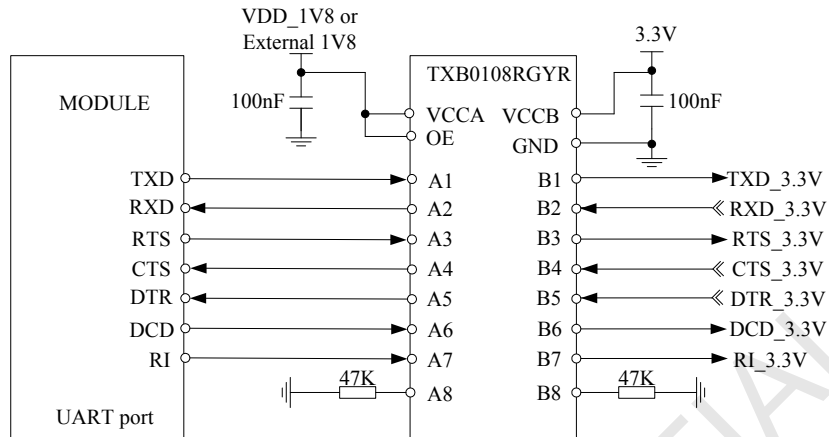 VDD_1V8 or
External 1V8
3.3V
TXB0108RGYR
MODULE
100nF
VCCA
VCCB
100nF
OE
GND
TXD
A1
B1
TXD_3.3V
RXD
A2
B2
RXD_3.3V
RTS
A3
B3
RTS_3.3V
CTS
A4
B4
CTS_3.3V
DTR
A5
B5
DTR_3.3V
DCD
A6
B6
DCD_3.3V
RI
A7
B7
RI_3.3V
47K
A8
B8
47K
UART port
TIAL